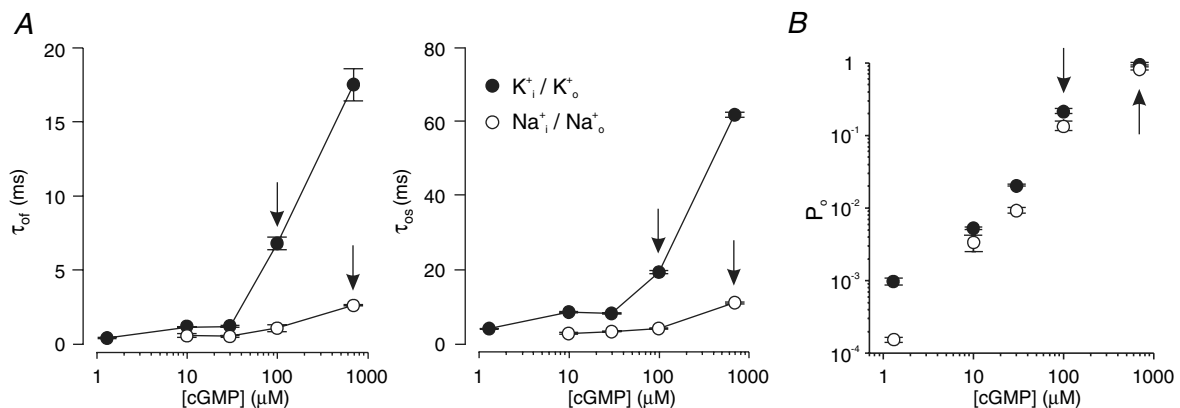 A
B
20
15
10
5
0
τof (ms)
1 10 100 1000
[cGMP] (μM)
80
60
40
20
0
τos (ms)
K+i / K+o
Na+i / Na+o
1 10 100 1000
[cGMP] (μM)
1
10-1
10-2
10-3
10-4
Po
1 10 100 1000
[cGMP] (μM)